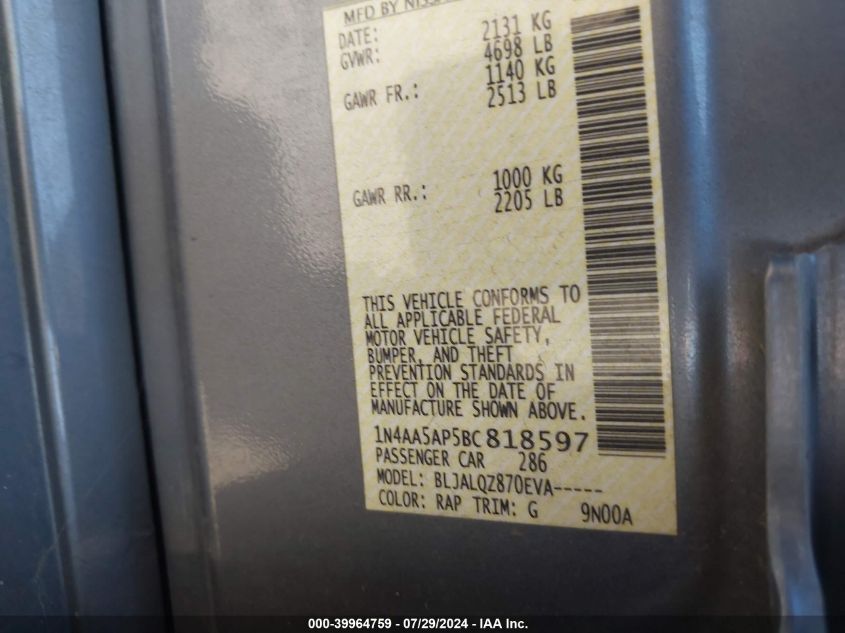 MFD BY NISSA
DATE:
GVWR: 2131 KG
4698 LB
GAWR FR.: 1140 KG
2513 LB
GAWR RR.: 1000 KG
2205 LB
THIS VEHICLE CONFORMS TO
ALL APPLICABLE FEDERAL
MOTOR VEHICLE SAFETY,
BUMPER, AND THEFT
PREVENTION STANDARDS IN
EFFECT ON THE DATE OF
MANUFACTURE SHOWN ABOVE.
1N4AA5AP5BC818597
PASSENGER CAR 286
MODEL: BLJALQZ870EVA-----
COLOR: RAP TRIM: G 9N00A
000-39964759 - 07/29/2024 - IAA Inc.